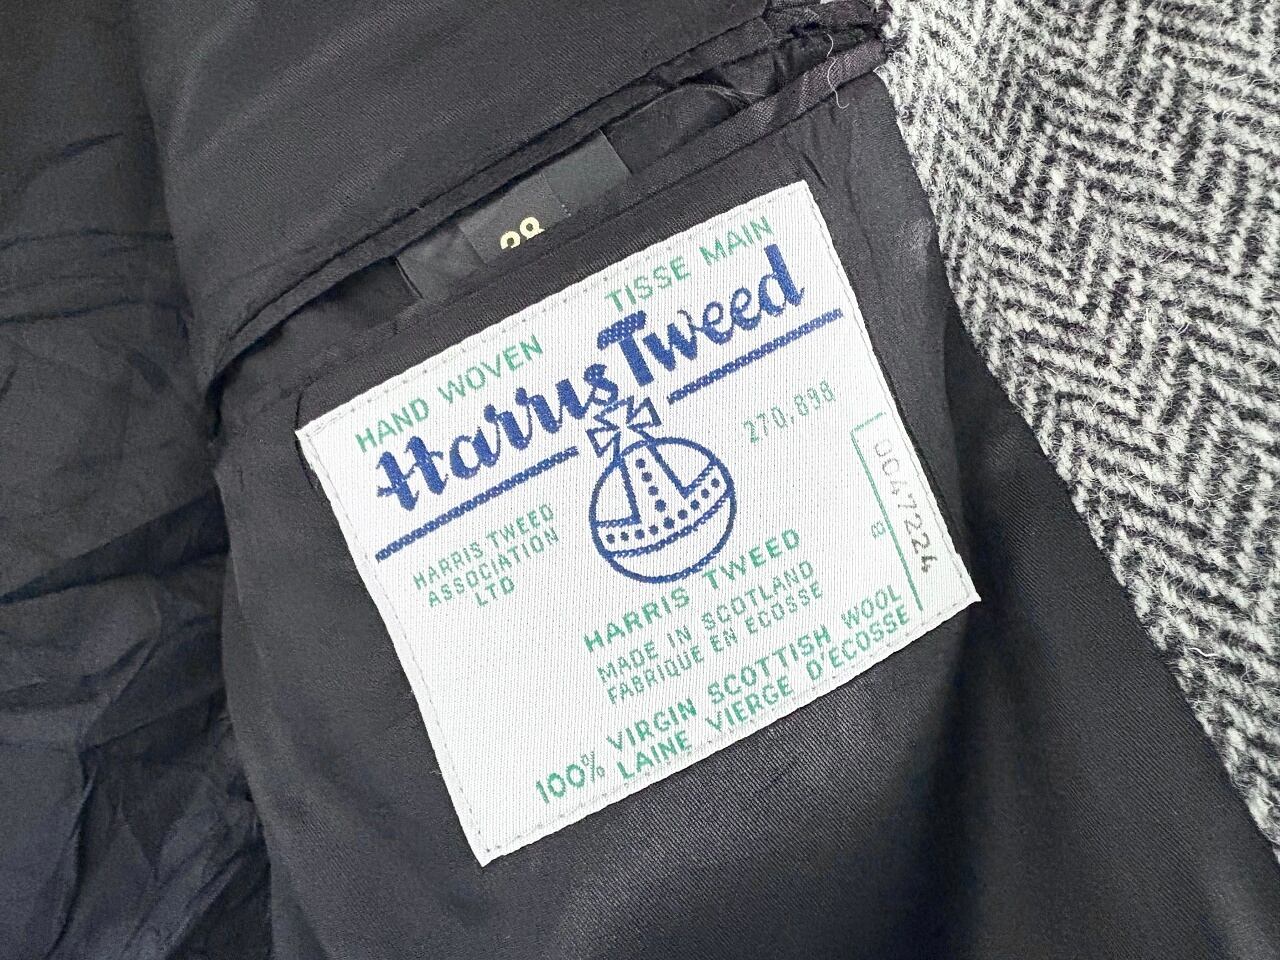 HAND WOVEN TISSE MAIN
Harris Tweed
270,898
HARRIS TWEED
ASSOCIATION
LTD
HARRIS TWEED
MADE IN SCOTLAND
FABRIQUE EN ECOSSE
100% VIRGIN SCOTTISH WOOL
LAINE VIERGE D'ECOSSE
0047224
8